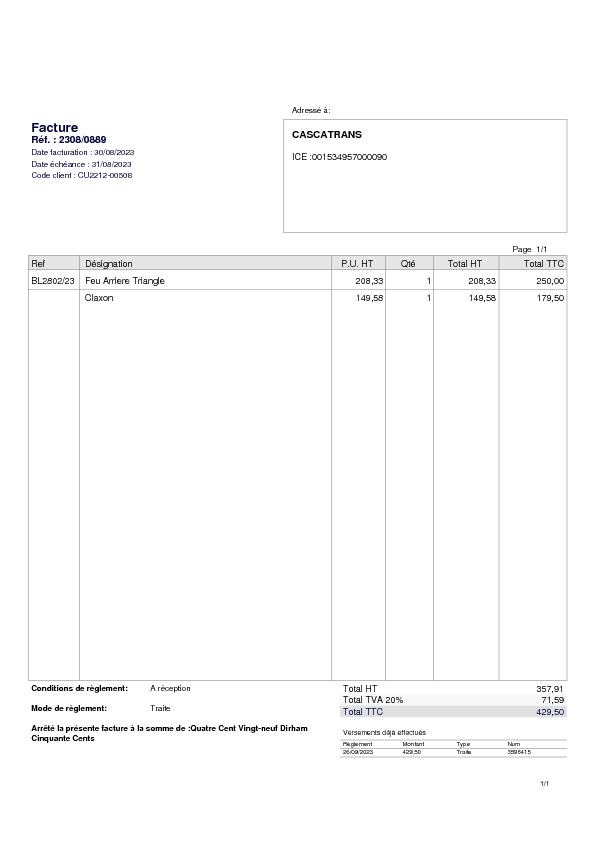 Adressé à:
Facture
Réf. : 2308/0889
Date facturation : 30/08/2023
Date échéance : 31/08/2023
Code client : CU2212-00508
CASCATRANS
ICE :001534957000090
Page 1/1
Ref Désignation P.U. HT Qté Total HT Total TTC
BL2802/23 Feu Arriere Triangle 208,33 1 208,33 250,00
Claxon 149,58 1 149,58 179,50
Conditions de règlement: A réception
Mode de règlement: Traite
Arrêté la présente facture à la somme de :Quatre Cent Vingt-neuf Dirham
Cinquante Cents
Total HT 357,91
Total TVA 20% 71,59
Total TTC 429,50
Versements déjà effectués
Règlement Montant Type Num
26/09/2023 429,50 Traite 3596415
1/1